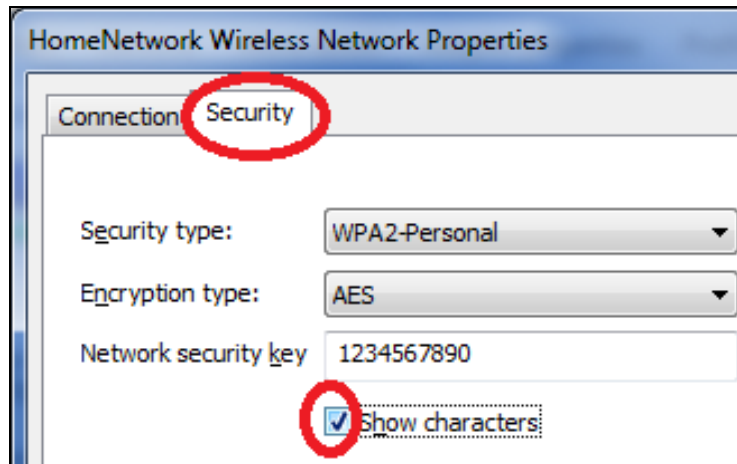 HomeNetwork Wireless Network Properties
Connection Security
Security type: WPA2-Personal
Encryption type: AES
Network security key 1234567890
Show characters